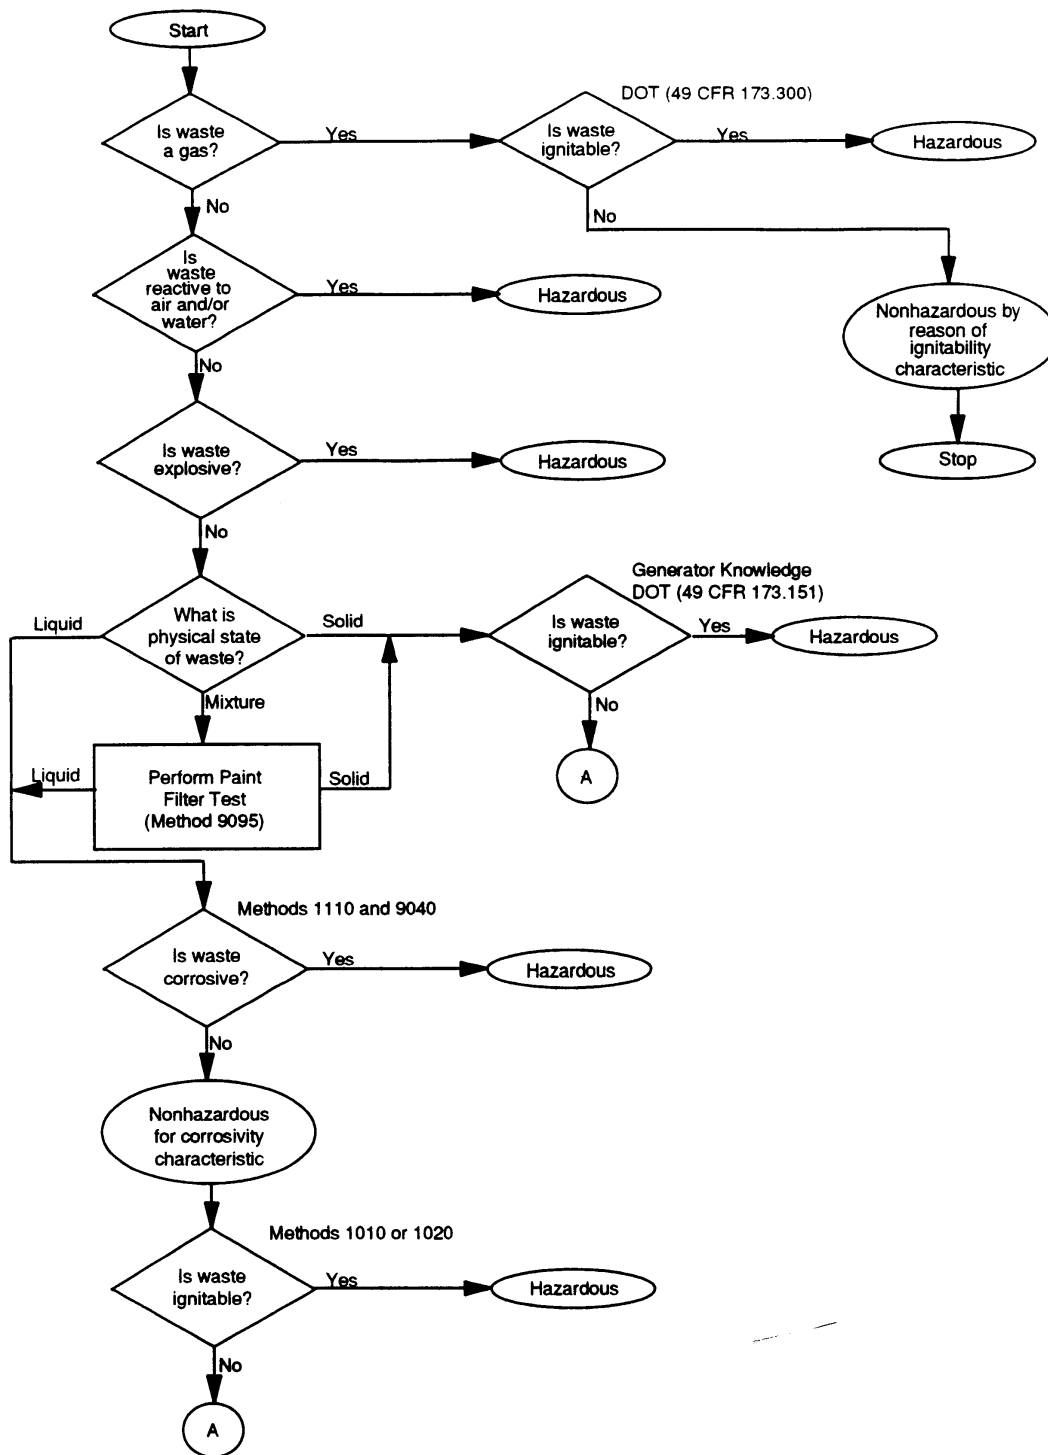 Start
DOT (49 CFR 173.300)
Is waste
a gas?
Yes
Is waste
ignitable?
Yes
Hazardous
No
No
Is
waste
reactive to
air and/or
water?
Yes
Hazardous
Nonhazardous by
reason of
ignitability
characteristic
No
Is waste
explosive?
Yes
Hazardous
Stop
No
Generator Knowledge
DOT (49 CFR 173.151)
Liquid
What is
physical state
of waste?
Solid
Is waste
ignitable?
Yes
Hazardous
Mixture
No
Liquid
Perform Paint
Filter Test
(Method 9095)
Solid
A
Methods 1110 and 9040
Is waste
corrosive?
Yes
Hazardous
No
Nonhazardous
for corrosivity
characteristic
Methods 1010 or 1020
Is waste
ignitable?
Yes
Hazardous
No
A